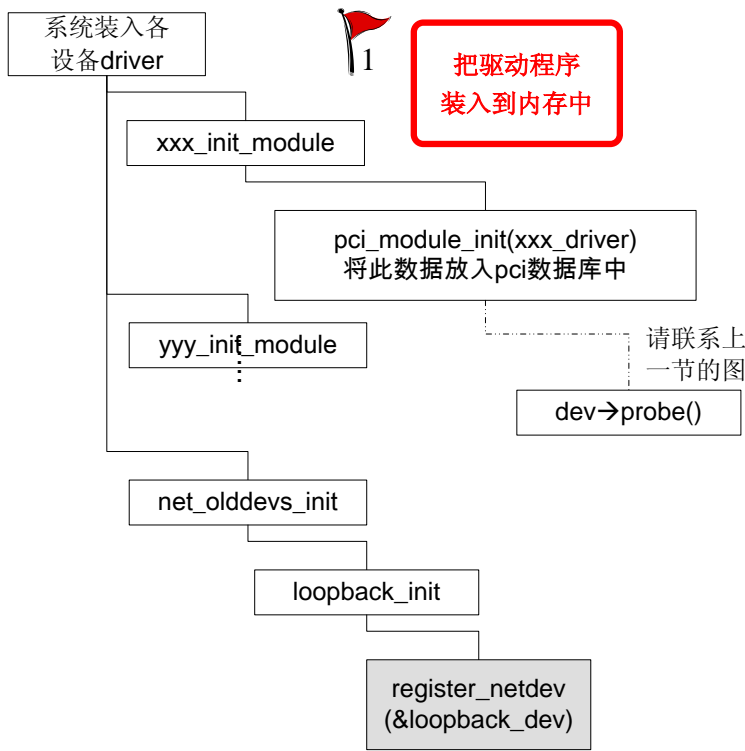 系统装入各
设备driver
1
把驱动程序
装入到内存中
xxx_init_module
pci_module_init(xxx_driver)
将此数据放入pci数据库中
yyy_init_module
请联系上
一节的图
dev→probe()
net_olddevs_init
loopback_init
register_netdev
(&loopback_dev)